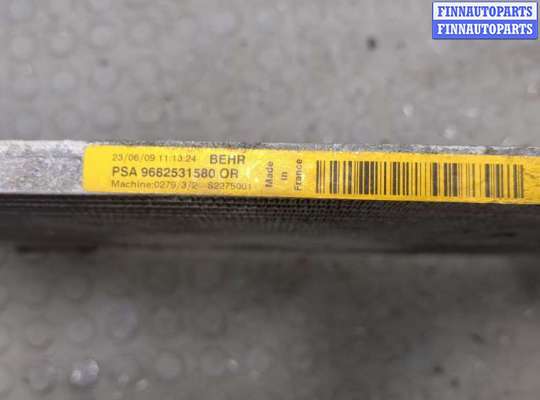 FINNAUTOPARTS
FINNAUTOPARTS
23/06/09 11:13:24 BEHR
PSA 9682531580 OR
Machine:0279/3/2 S2275001
Made
in
France